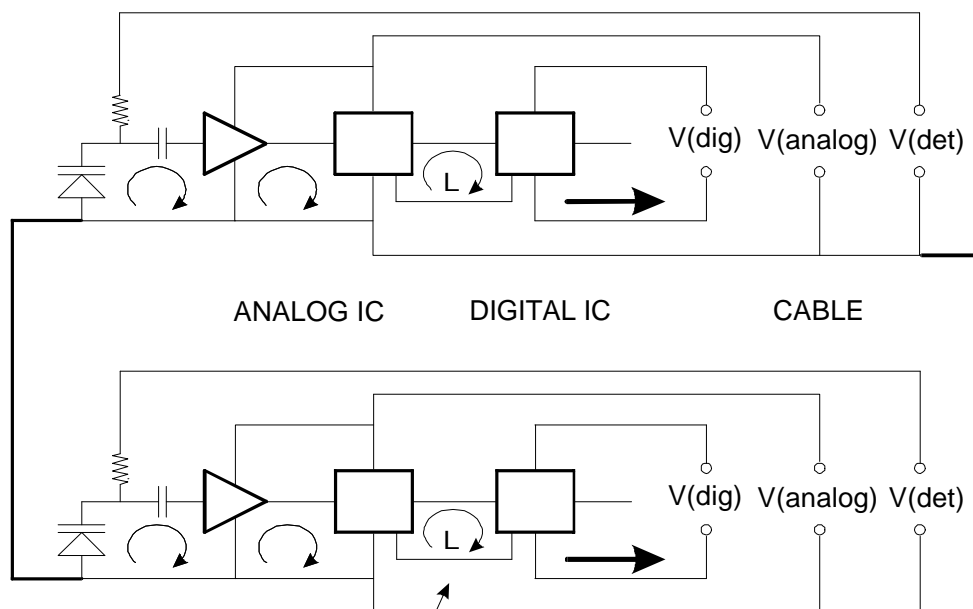 V(dig) V(analog) V(det)
L
ANALOG IC DIGITAL IC CABLE
V(dig) V(analog) V(det)
L